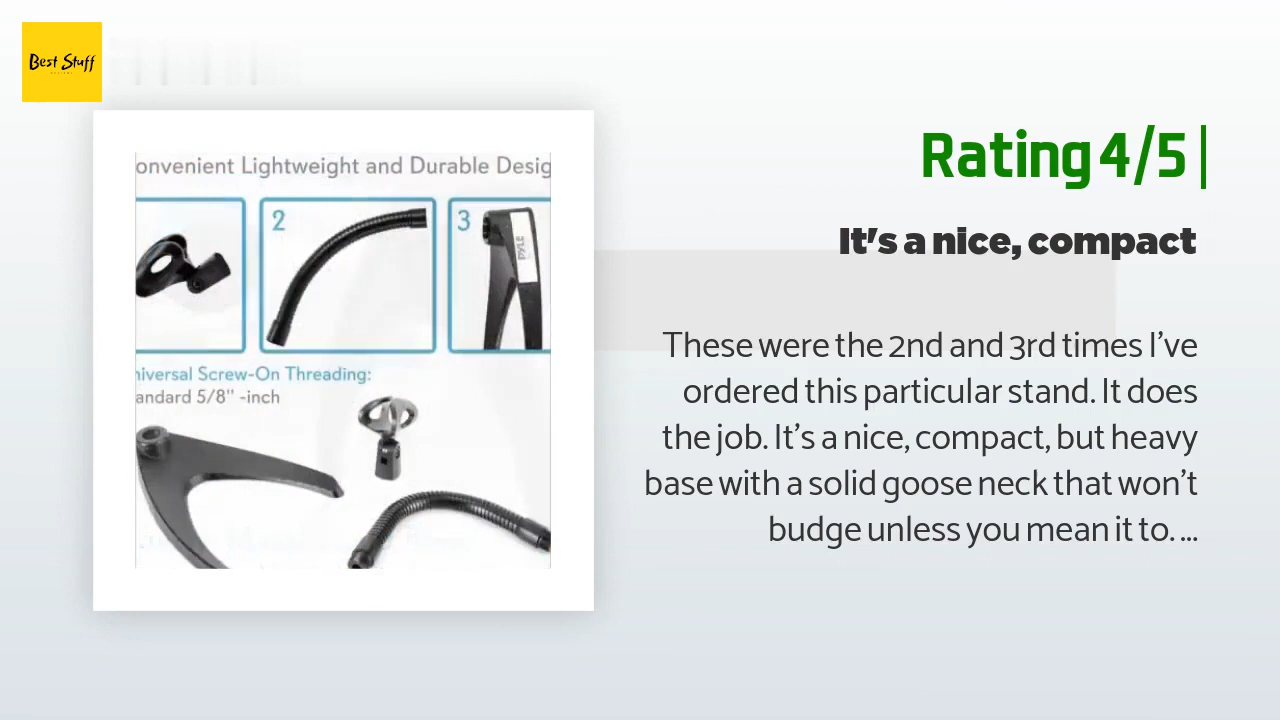 Best Stuff
onvenient Lightweight and Durable Desig
2
3
PYLE
niversal Screw-On Threading:
andard 5/8" -inch
Rating 4/5 |
It's a nice, compact
These were the 2nd and 3rd times I've
ordered this particular stand. It does
the job. It's a nice, compact, but heavy
base with a solid goose neck that won't
budge unless you mean it to. ...